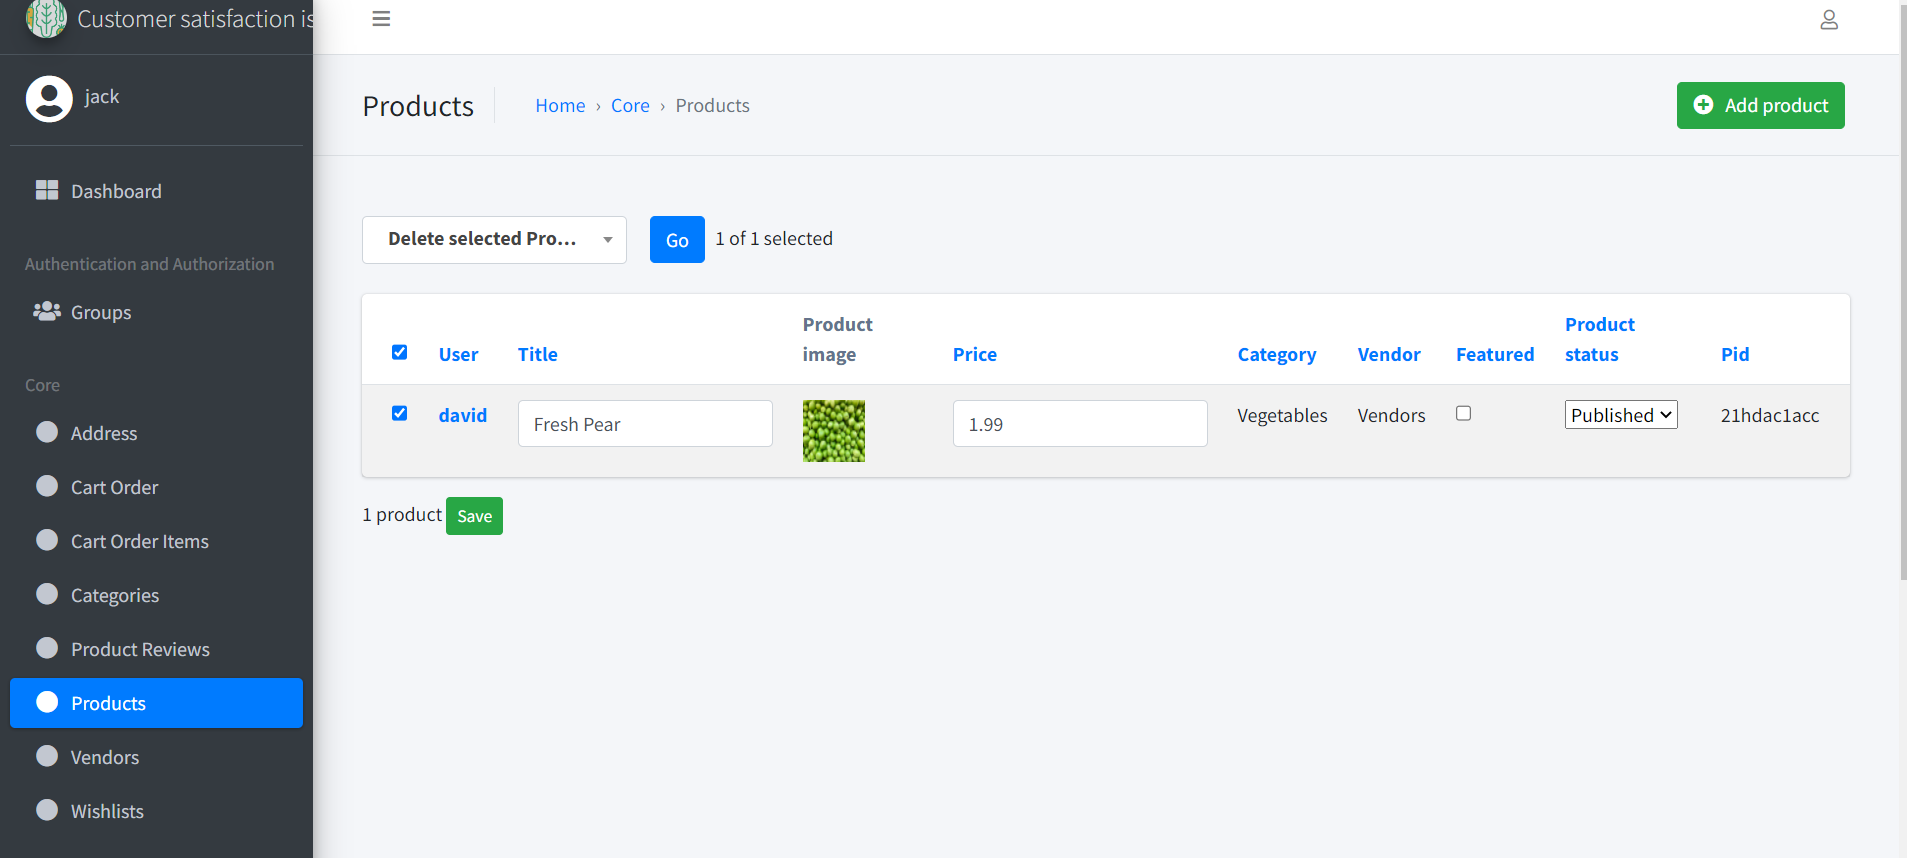 Customer satisfaction is
jack
Dashboard
Authentication and Authorization
Groups
Core
Address
Cart Order
Cart Order Items
Categories
Product Reviews
Products
Vendors
Wishlists
Products
Home › Core › Products
Add product
Delete selected Pro...
Go
1 of 1 selected
User Title Product image Price Category Vendor Featured Product status Pid
david Fresh Pear 1.99 Vegetables Vendors Published 21hdac1acc
1 product Save